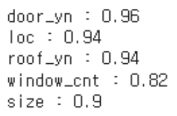 door_yn : 0.96
loc : 0.94
roof_yn : 0.94
window_cnt : 0.82
size : 0.9